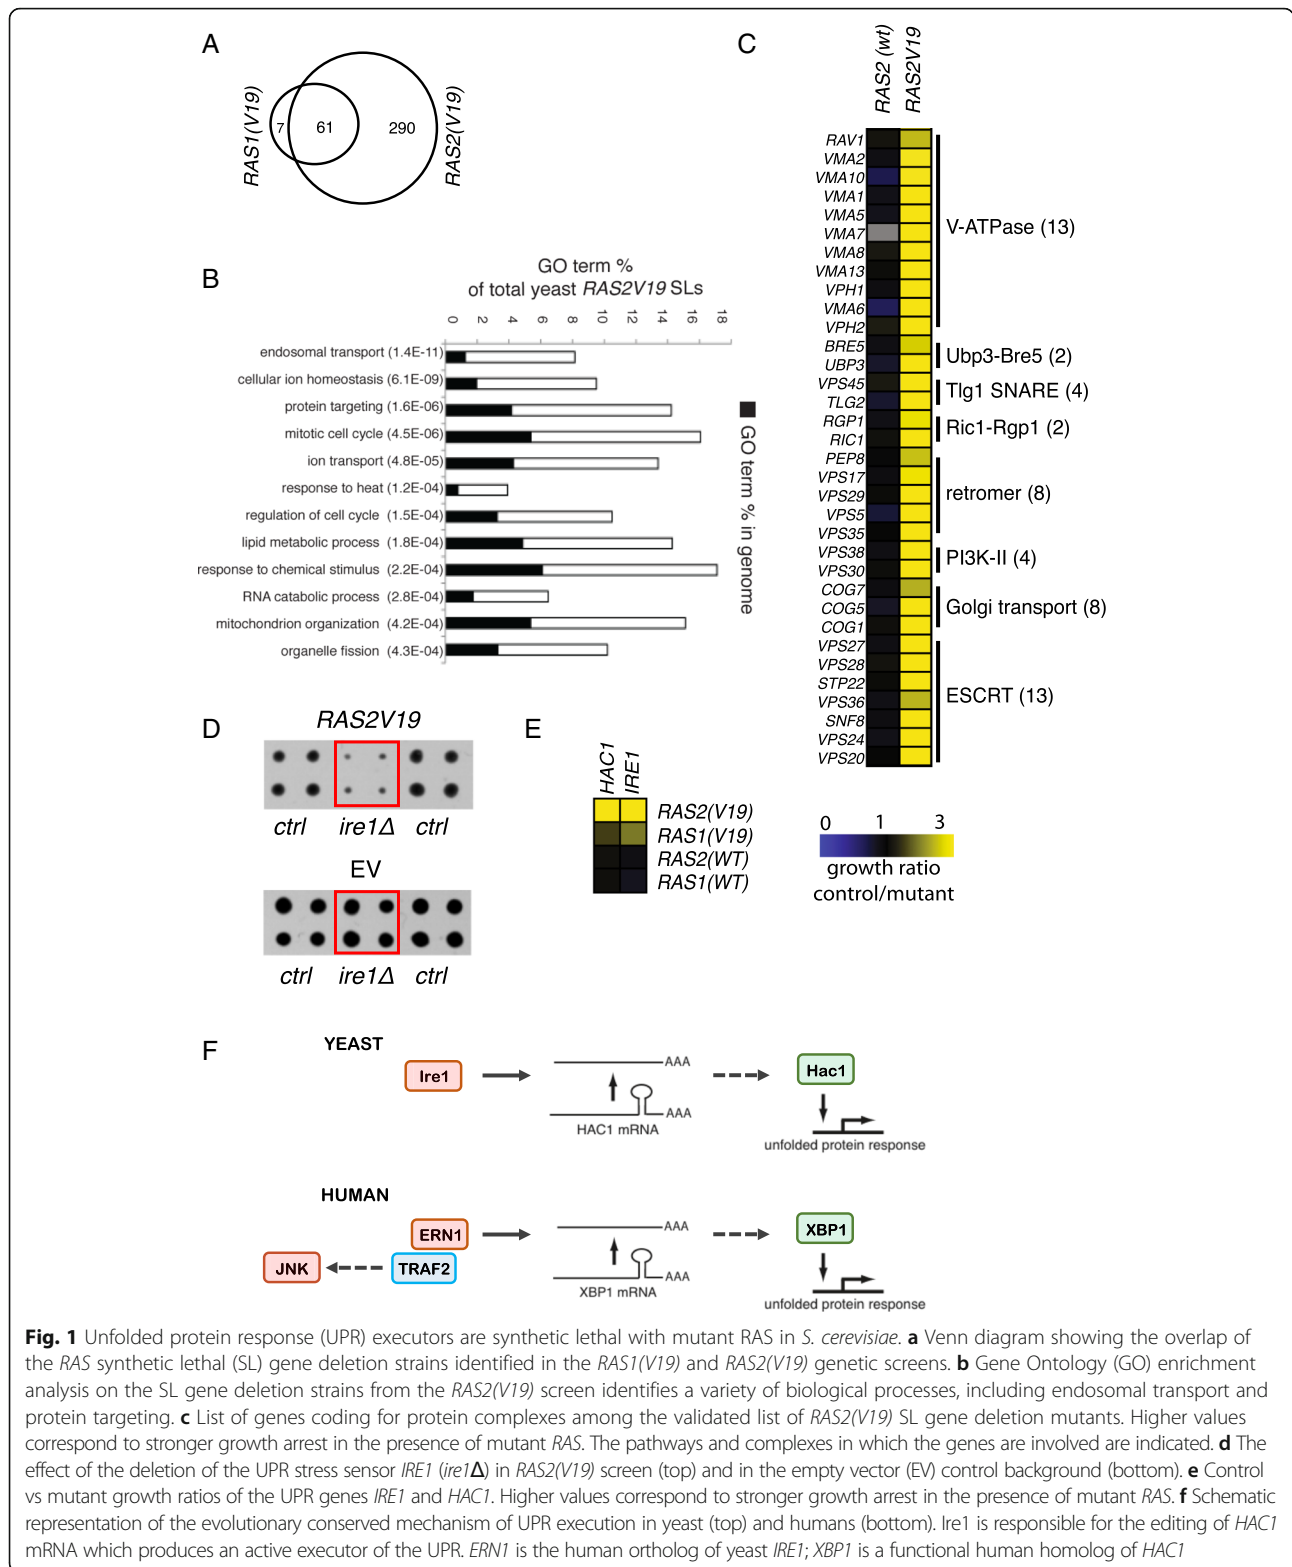 A
RAS1(V19)
7
61
290
RAS2(V19)
B
GO term %
of total yeast RAS2V19 SLs
0 2 4 6 8 10 12 14 16 18
endosomal transport (1.4E-11)
cellular ion homeostasis (6.1E-09)
protein targeting (1.6E-06)
mitotic cell cycle (4.5E-06)
ion transport (4.8E-05)
response to heat (1.2E-04)
regulation of cell cycle (1.5E-04)
lipid metabolic process (1.8E-04)
response to chemical stimulus (2.2E-04)
RNA catabolic process (2.8E-04)
mitochondrion organization (4.2E-04)
organelle fission (4.3E-04)
GO term % in genome
C
RAS2 (wt)
RAS2V19
RAV1
VMA2
VMA10
VMA1
VMA5
VMA7
VMA8
VMA13
VPH1
VMA6
VPH2
BRE5
UBP3
VPS45
TLG2
RGP1
RIC1
PEP8
VPS17
VPS29
VPS5
VPS35
VPS38
VPS30
COG7
COG5
COG1
VPS27
VPS28
STP22
VPS36
SNF8
VPS24
VPS20
V-ATPase (13)
Ubp3-Bre5 (2)
Tlg1 SNARE (4)
Ric1-Rgp1 (2)
retromer (8)
PI3K-II (4)
Golgi transport (8)
ESCRT (13)
0 1 3
growth ratio
control/mutant
D
RAS2V19
ctrl ire1Δ ctrl
EV
ctrl ire1Δ ctrl
E
HAC1
IRE1
RAS2(V19)
RAS1(V19)
RAS2(WT)
RAS1(WT)
F
YEAST
Ire1
AAA
AAA
HAC1 mRNA
Hac1
unfolded protein response
HUMAN
ERN1
JNK
TRAF2
AAA
AAA
XBP1 mRNA
XBP1
unfolded protein response
Fig. 1 Unfolded protein response (UPR) executors are synthetic lethal with mutant RAS in S. cerevisiae. a Venn diagram showing the overlap of
the RAS synthetic lethal (SL) gene deletion strains identified in the RAS1(V19) and RAS2(V19) genetic screens. b Gene Ontology (GO) enrichment
analysis on the SL gene deletion strains from the RAS2(V19) screen identifies a variety of biological processes, including endosomal transport and
protein targeting. c List of genes coding for protein complexes among the validated list of RAS2(V19) SL gene deletion mutants. Higher values
correspond to stronger growth arrest in the presence of mutant RAS. The pathways and complexes in which the genes are involved are indicated. d The
effect of the deletion of the UPR stress sensor IRE1 (ire1Δ) in RAS2(V19) screen (top) and in the empty vector (EV) control background (bottom). e Control
vs mutant growth ratios of the UPR genes IRE1 and HAC1. Higher values correspond to stronger growth arrest in the presence of mutant RAS. f Schematic
representation of the evolutionary conserved mechanism of UPR execution in yeast (top) and humans (bottom). Ire1 is responsible for the editing of HAC1
mRNA which produces an active executor of the UPR. ERN1 is the human ortholog of yeast IRE1; XBP1 is a functional human homolog of HAC1